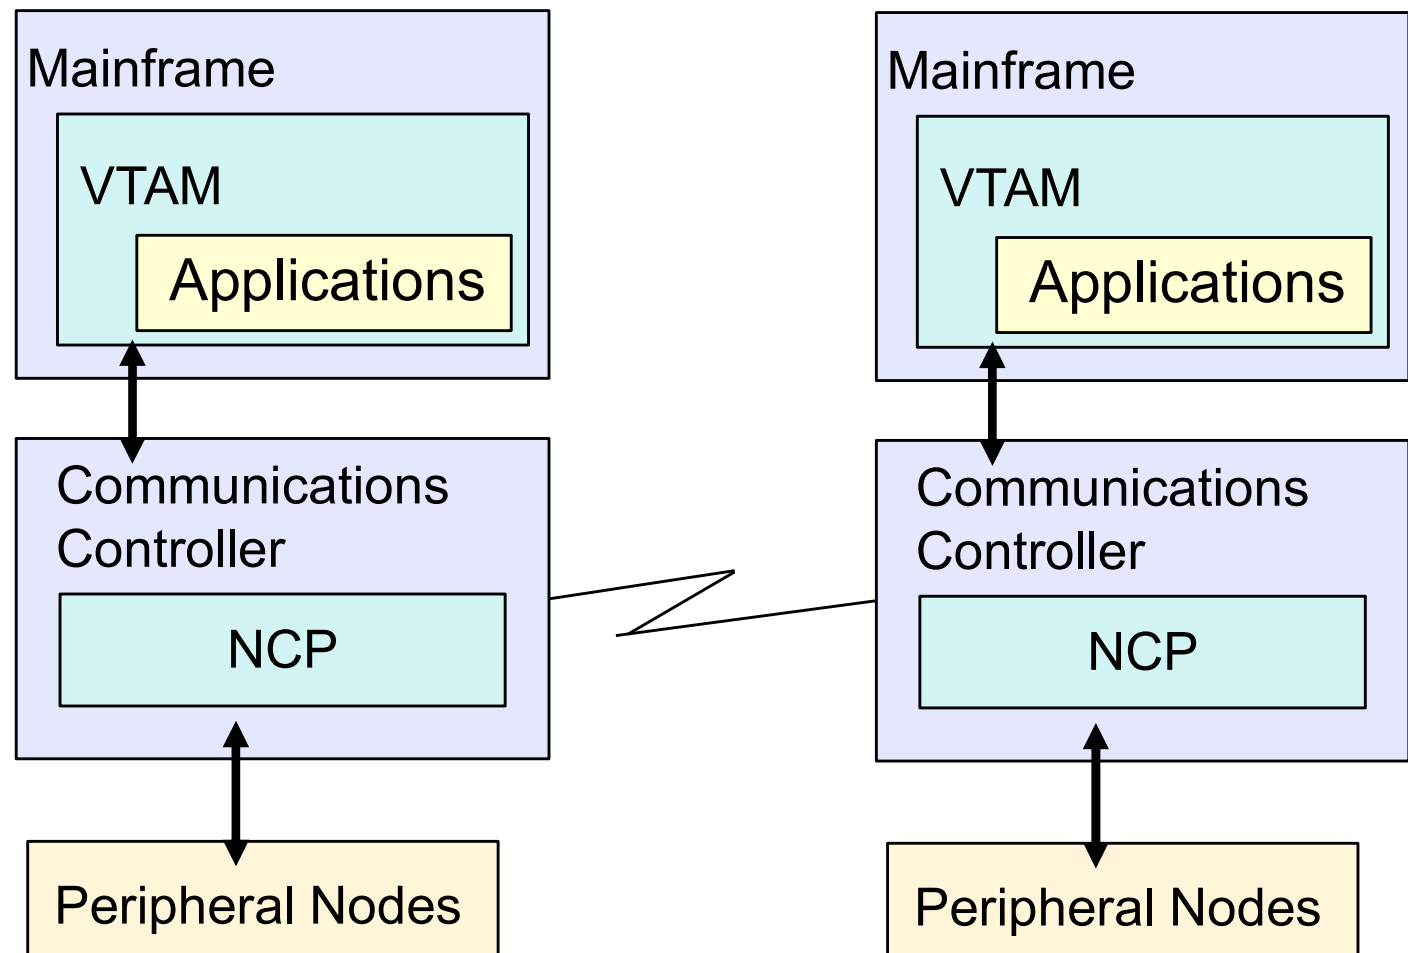 Mainframe
VTAM
Applications
Communications
Controller
NCP
Peripheral Nodes
Mainframe
VTAM
Applications
Communications
Controller
NCP
Peripheral Nodes